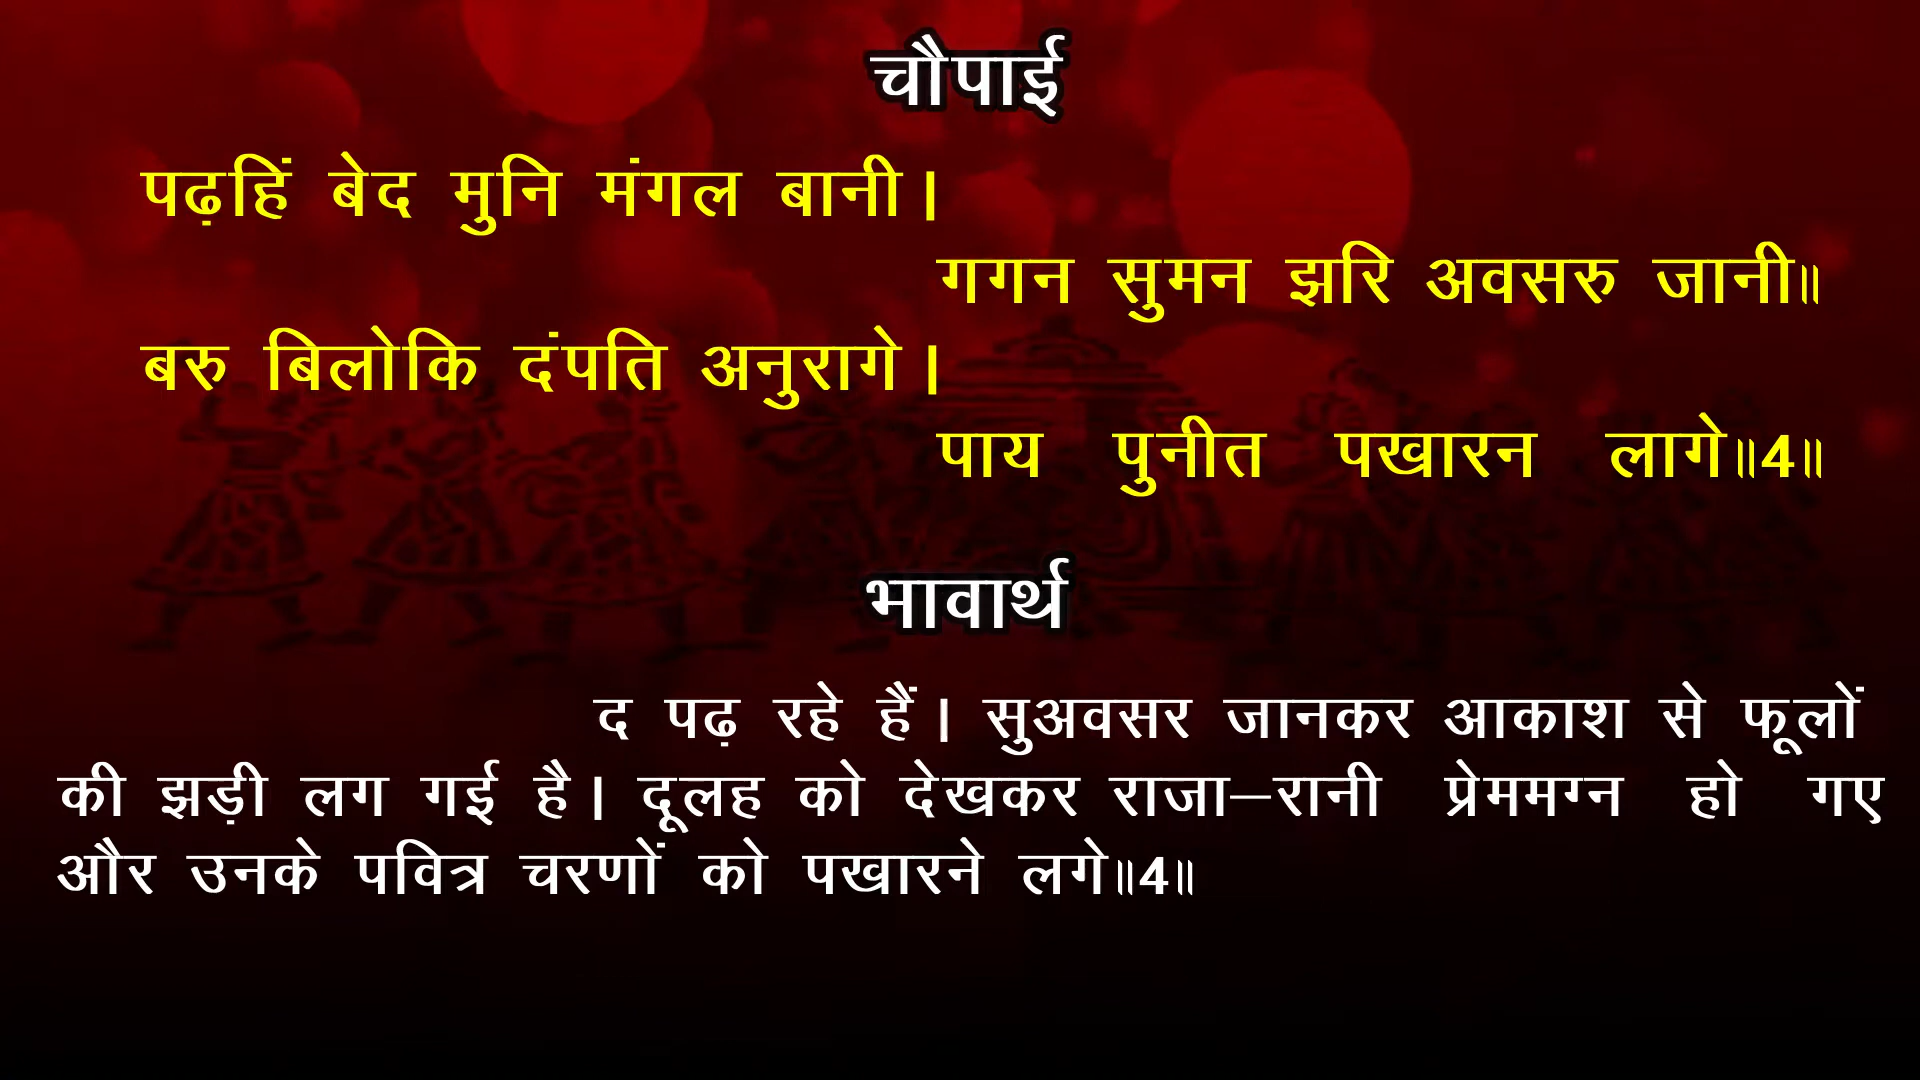 चौपाई
पढ़हिं बेद मुनि मंगल बानी।
गगन सुमन झरि अवसरु जानी॥
बरु बिलोकि दंपति अनुरागे।
पाय पुनीत पखारन लागे॥4॥
भावार्थ
द पढ़ रहे हैं। सुअवसर जानकर आकाश से फूलों
की झड़ी लग गई है। दूलह को देखकर राजा-रानी प्रेममग्न हो गए
और उनके पवित्र चरणों को पखारने लगे॥4॥